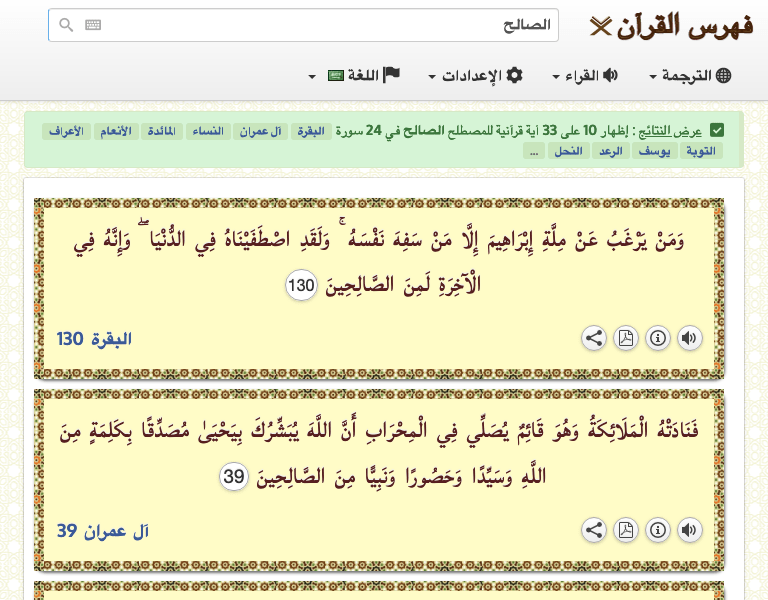 فهرس القرآن
الصالح
الترجمة القراء الإعدادات اللغة
عرض النتائج : إظهار 10 على 33 آية قرآنية للمصطلح الصالح في 24 سورة البقرة آل عمران النساء المائدة الأنعام الأعراف
التوبة يوسف الرعد النحل ...
وَمَنْ يَرْغَبُ عَنْ مِلَّةِ إِبْرَاهِيمَ إِلَّا مَنْ سَفِهَ نَفْسَهُ ۚ وَلَقَدِ اصْطَفَيْنَاهُ فِي الدُّنْيَا ۖ وَإِنَّهُ فِي
الْآخِرَةِ لَمِنَ الصَّالِحِينَ 130
البقرة 130
فَنَادَتْهُ الْمَلَائِكَةُ وَهُوَ قَائِمٌ يُصَلِّي فِي الْمِحْرَابِ أَنَّ اللَّهَ يُبَشِّرُكَ بِيَحْيَىٰ مُصَدِّقًا بِكَلِمَةٍ مِنَ
اللَّهِ وَسَيِّدًا وَحَصُورًا وَنَبِيًّا مِنَ الصَّالِحِينَ 39
آل عمران 39